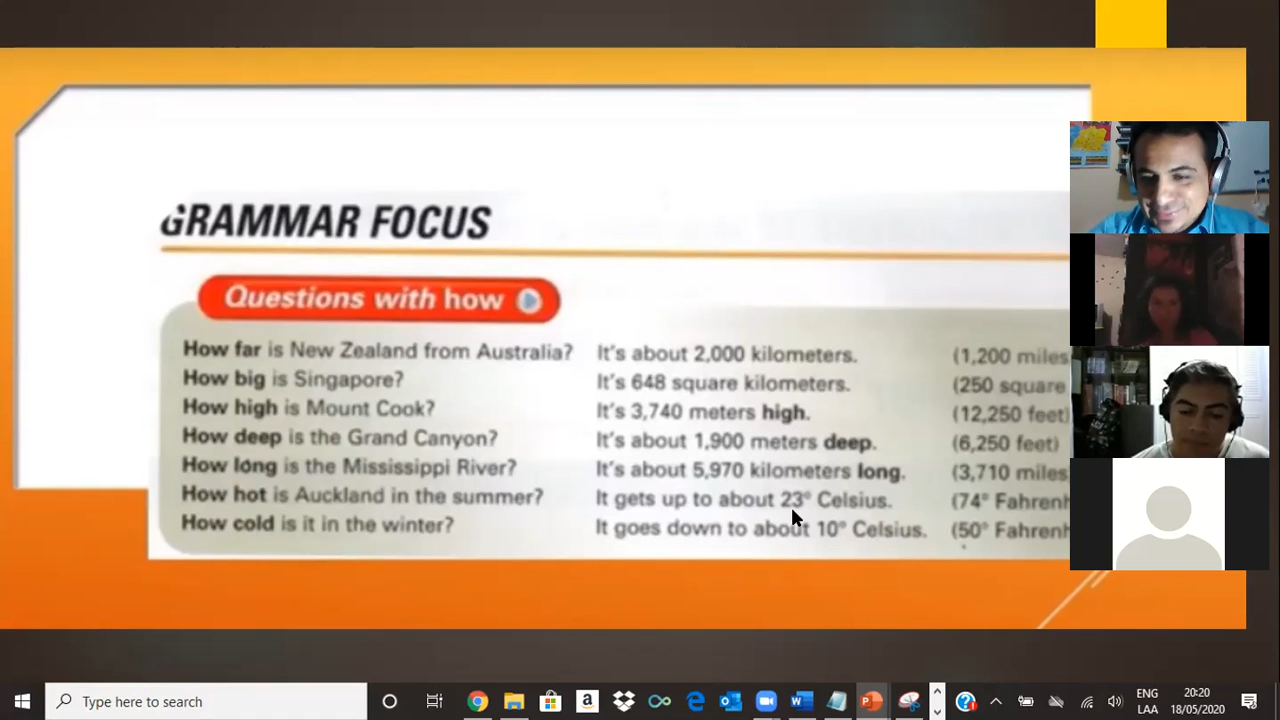 GRAMMAR FOCUS
Questions with how
How far is New Zealand from Australia? It's about 2,000 kilometers. (1,200 miles
How big is Singapore? It's 648 square kilometers. (250 square
How high is Mount Cook? It's 3,740 meters high. (12,250 feet)
How deep is the Grand Canyon? It's about 1,900 meters deep. (6,250 feet)
How long is the Mississippi River? It's about 5,970 kilometers long. (3,710 miles
How hot is Auckland in the summer? It gets up to about 23° Celsius. (74° Fahrenh
How cold is it in the winter? It goes down to about 10° Celsius. (50° Fahrenh
Type here to search
ENG
LAA
20:20
18/05/2020